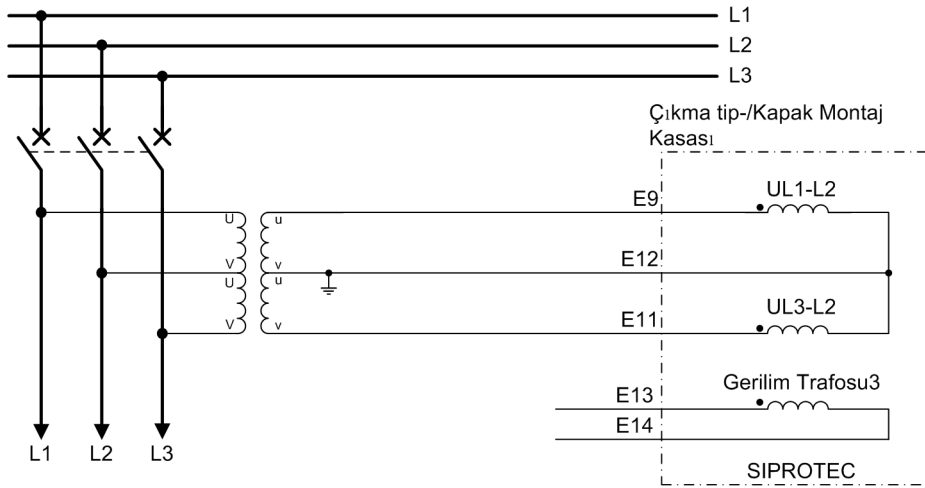 L1
L2
L3
Çıkma tip-/Kapak Montaj
Kasası
E9
UL1-L2
U
u
V
v
U
u
E12
V
v
E11
UL3-L2
E13
Gerilim Trafosu3
E14
L1
L2
L3
SIPROTEC